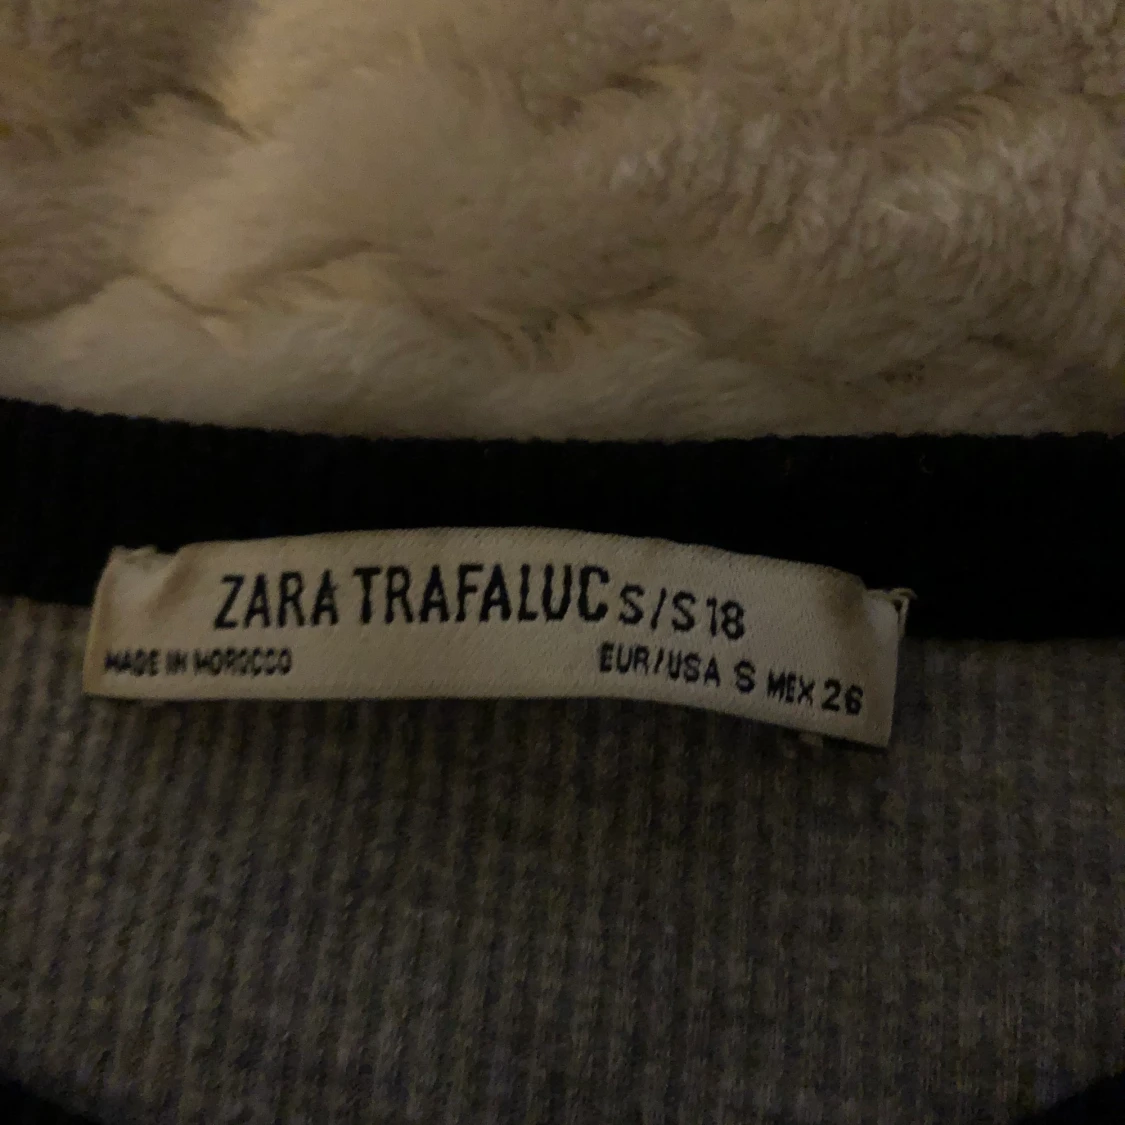 ZARA TRAFALUC S/S 18
MADE IN MOROCCO EUR/USA S MEX 26